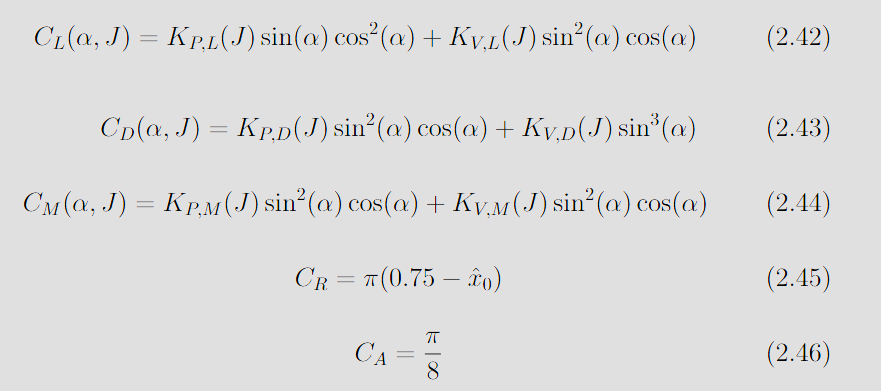 C_L(α, J) = K_{P,L}(J) sin(α) cos²(α) + K_{V,L}(J) sin²(α) cos(α) (2.42)
C_D(α, J) = K_{P,D}(J) sin²(α) cos(α) + K_{V,D}(J) sin³(α) (2.43)
C_M(α, J) = K_{P,M}(J) sin²(α) cos(α) + K_{V,M}(J) sin²(α) cos(α) (2.44)
C_R = π(0.75 − x̂₀) (2.45)
C_A = π/8 (2.46)